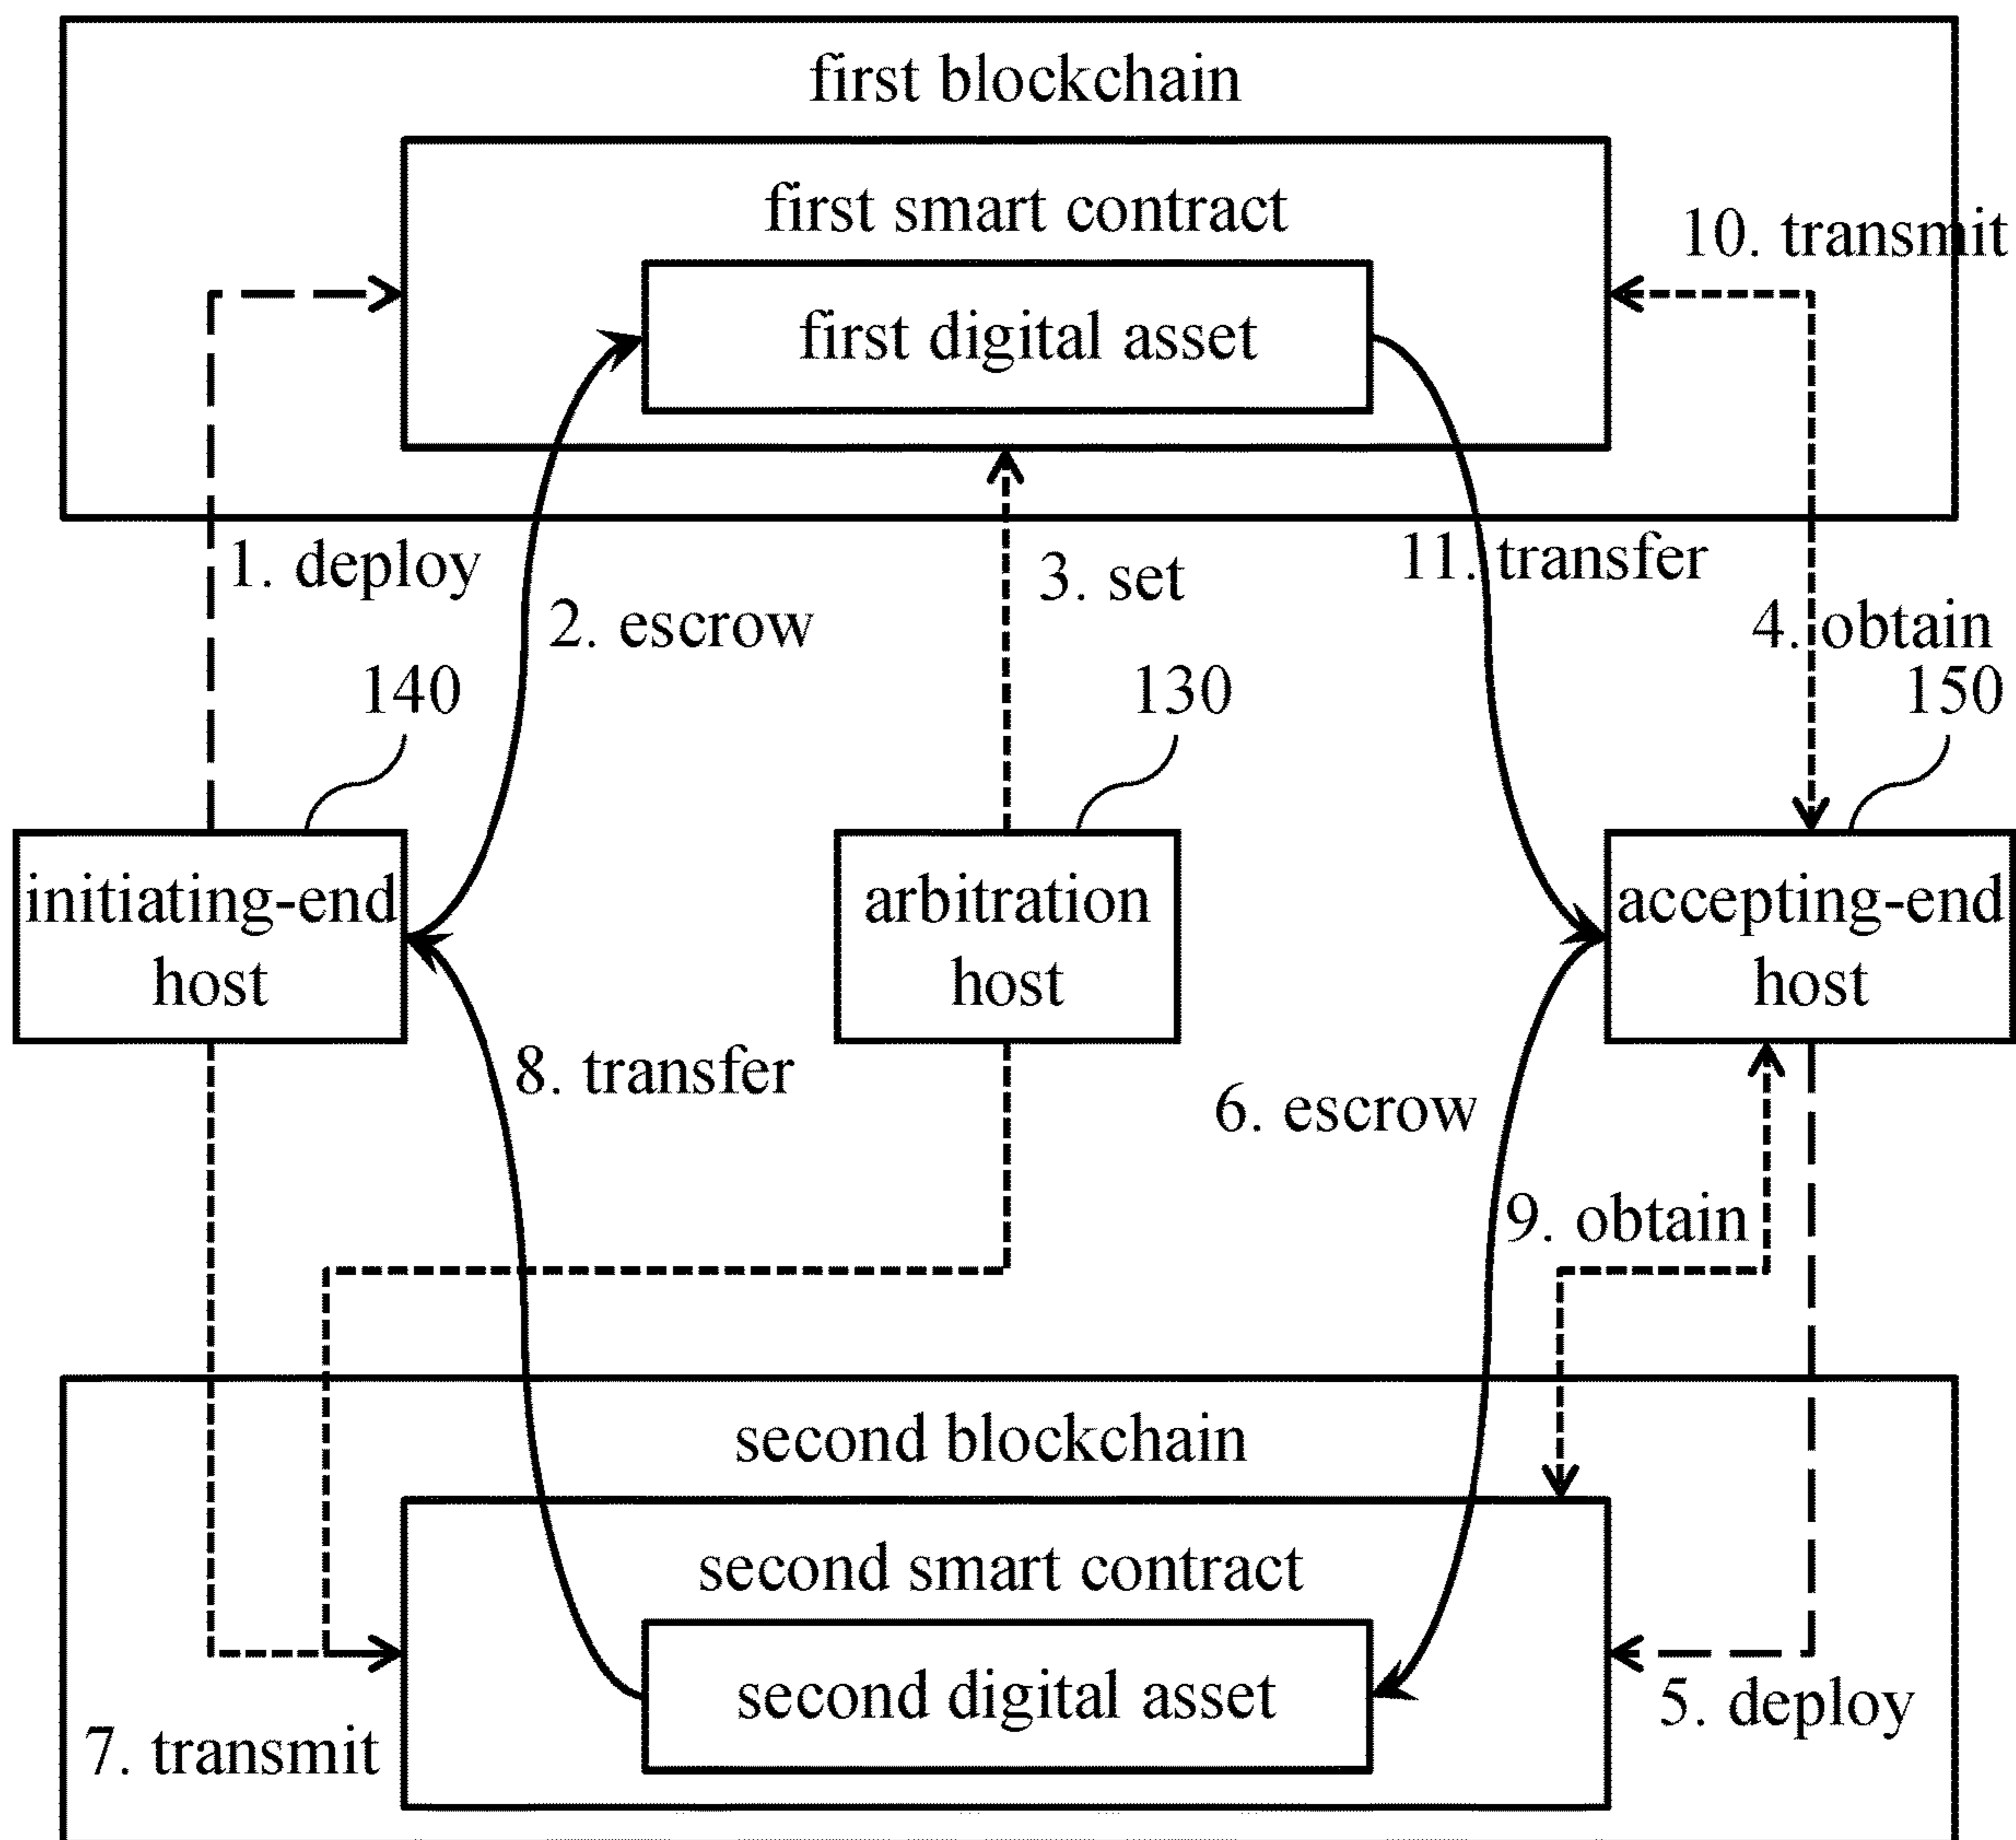 first blockchain
first smart contract
10. transmit
first digital asset
1. deploy
2. escrow
3. set
11. transfer
4. obtain
140
130
150
initiating-end
host
arbitration
host
accepting-end
host
8. transfer
6. escrow
9. obtain
second blockchain
second smart contract
second digital asset
5. deploy
7. transmit